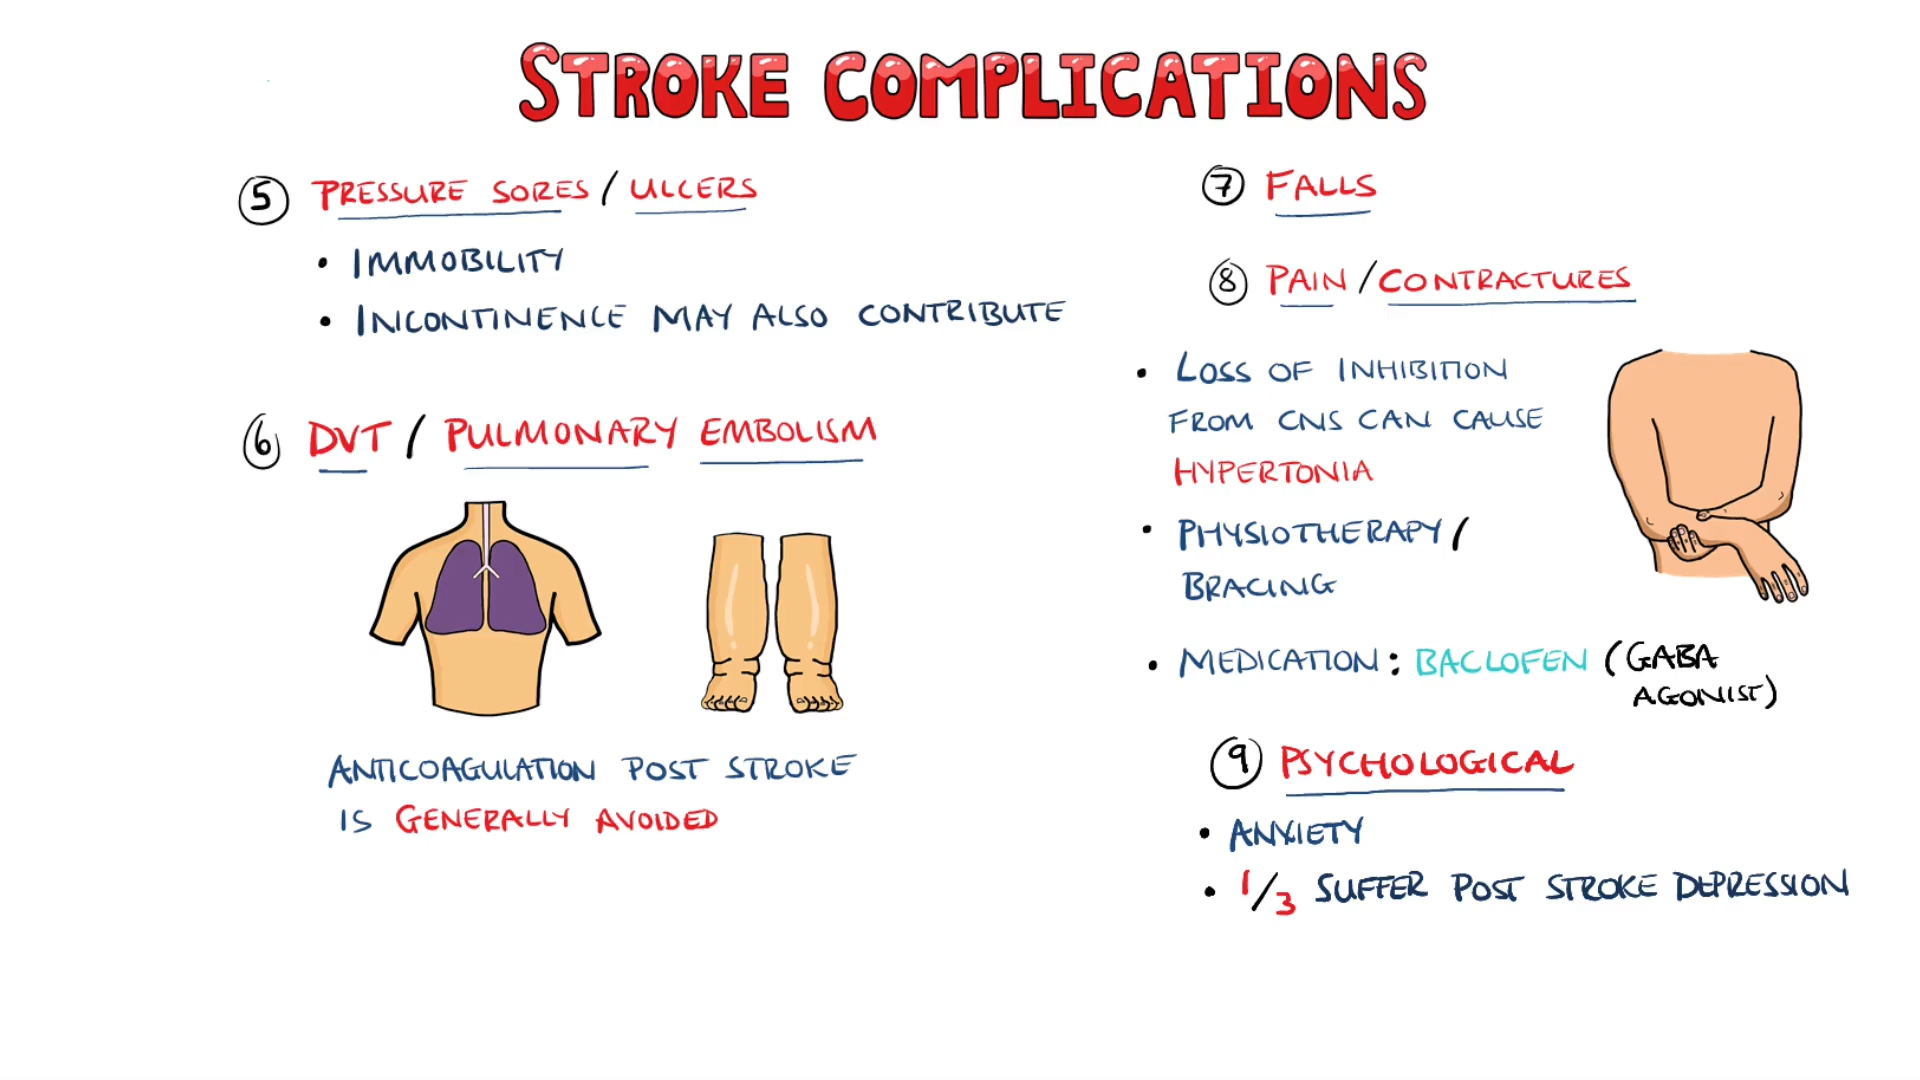 STROKE COMPLICATIONS
5 PRESSURE SORES / ULCERS
• IMMOBILITY
• INCONTINENCE MAY ALSO CONTRIBUTE
6 DVT / PULMONARY EMBOLISM
ANTICOAGULATION POST STROKE
IS GENERALLY AVOIDED
7 FALLS
8 PAIN / CONTRACTURES
• LOSS OF INHIBITION
FROM CNS CAN CAUSE
HYPERTONIA
• PHYSIOTHERAPY /
BRACING
• MEDICATION: BACLOFEN (GABA
AGONIST)
9 PSYCHOLOGICAL
• ANXIETY
• 1/3 SUFFER POST STROKE DEPRESSION